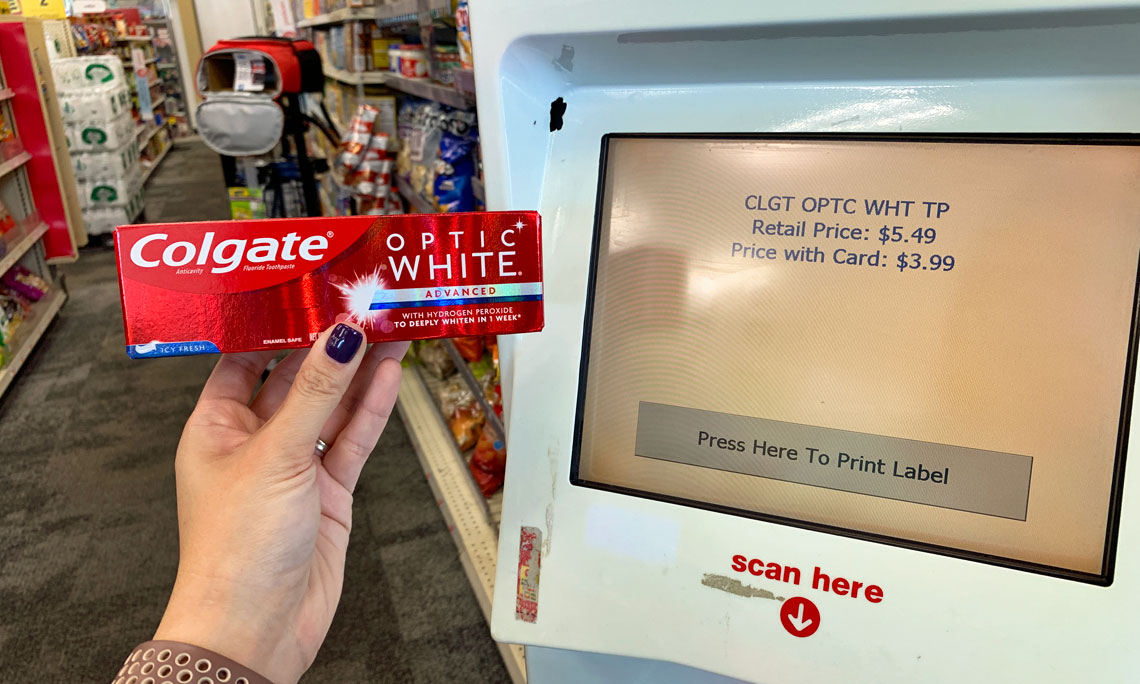 Colgate®
Anticavity Fluoride Toothpaste
OPTIC
WHITE®
ADVANCED
WITH HYDROGEN PEROXIDE
TO DEEPLY WHITEN IN 1 WEEK*
ICY FRESH
ENAMEL SAFE
CLGT OPTC WHT TP
Retail Price: $5.49
Price with Card: $3.99
Press Here To Print Label
scan here